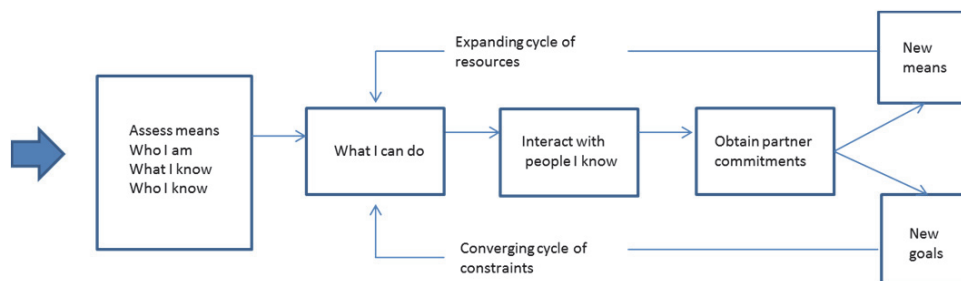 Expanding cycle of
resources
New
means
Assess means
Who I am
What I know
Who I know
What I can do
Interact with
people I know
Obtain partner
commitments
Converging cycle of
constraints
New
goals